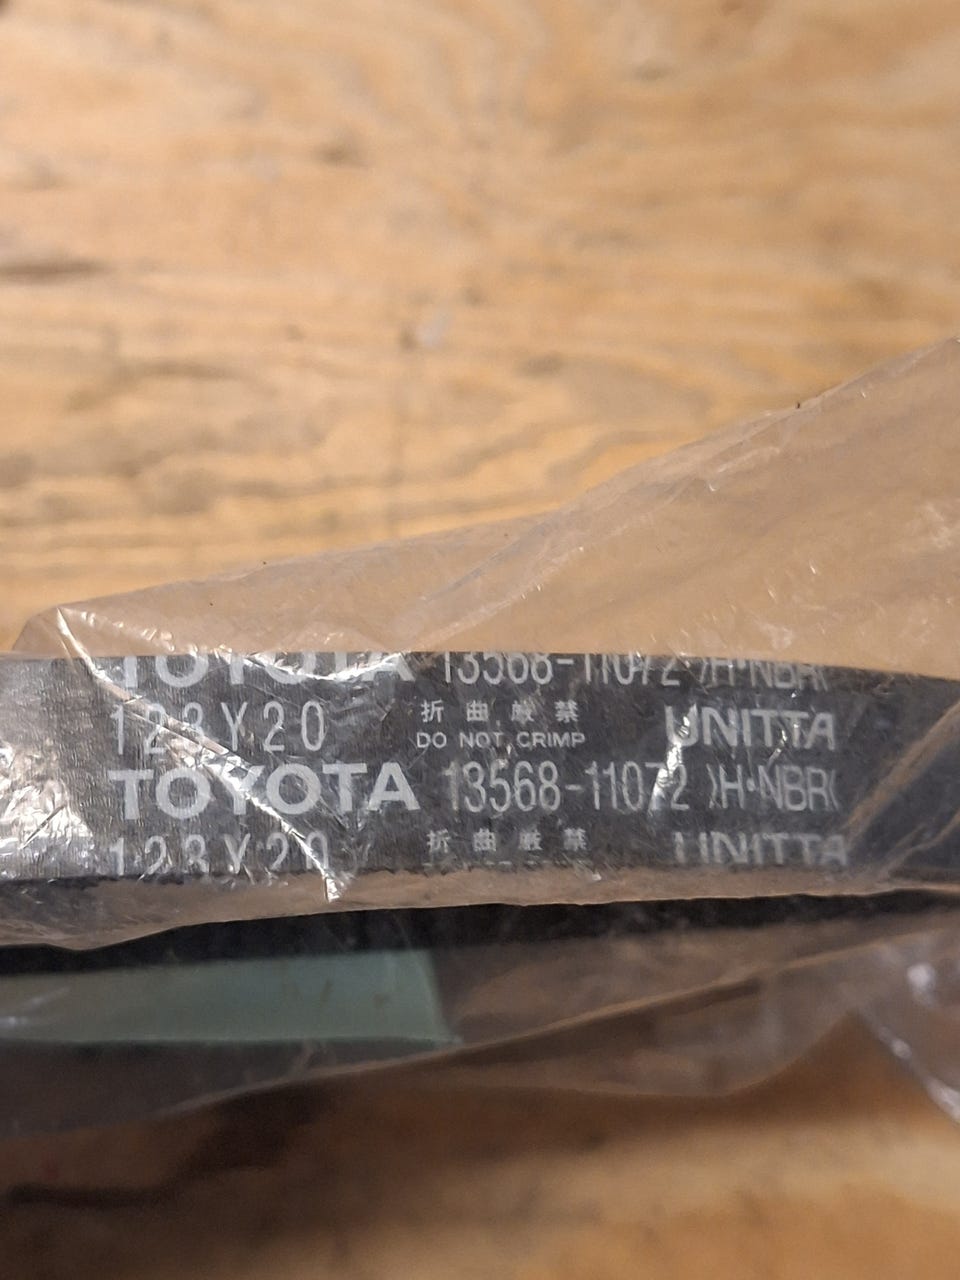 TOYOTA 13568-11072 >H·NBR<
123Y20 折曲厳禁 UNITTA
DO NOT CRIMP
TOYOTA 13568-11072 >H·NBR<
123Y20 折曲厳禁 UNITTA